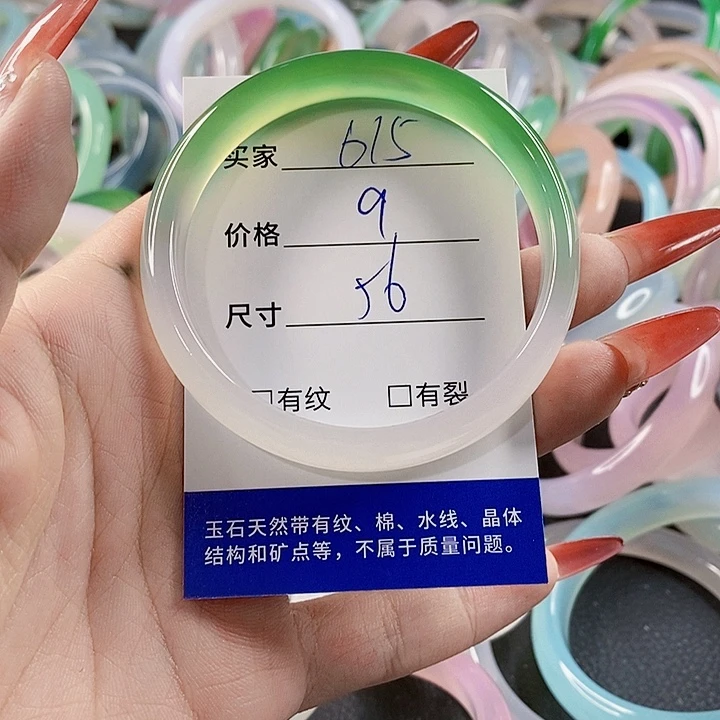 买家 615
价格 9
尺寸 56
□有纹 □有裂
玉石天然带有纹、棉、水线、晶体
结构和矿点等，不属于质量问题。